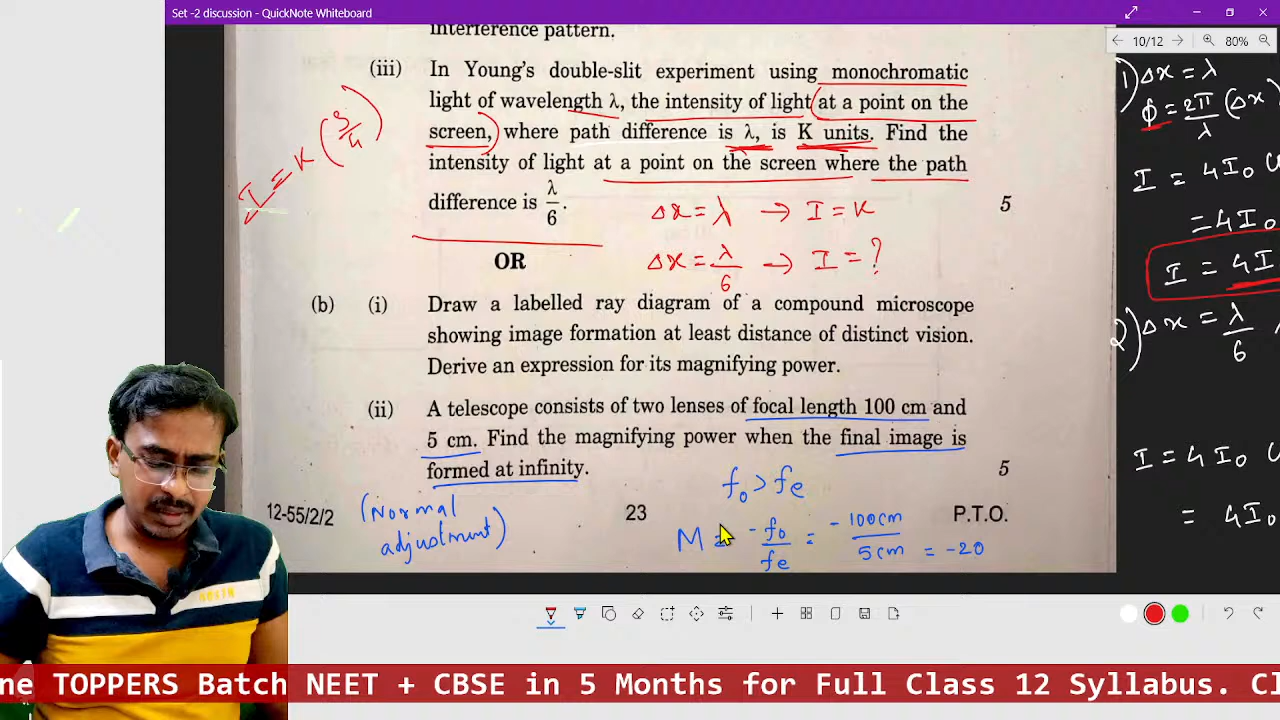 Set -2 discussion - QuickNote Whiteboard
10/12
80%
interference pattern.
(iii) In Young's double-slit experiment using monochromatic
light of wavelength λ, the intensity of light at a point on the
screen, where path difference is λ, is K units. Find the
intensity of light at a point on the screen where the path
difference is λ/6.
5
I = K (3/4)
Δx = λ → I = K
Δx = λ/6 → I = ?
OR
(b) (i) Draw a labelled ray diagram of a compound microscope
showing image formation at least distance of distinct vision.
Derive an expression for its magnifying power.
(ii) A telescope consists of two lenses of focal length 100 cm and
5 cm. Find the magnifying power when the final image is
formed at infinity.
5
fo > fe
(Normal
adjustment)
M = -fo/fe = -100cm/5cm = -20
12-55/2/2
23
P.T.O.
1) Δx = λ
φ = 2π/λ (Δx)
I = 4I0
= 4I0
I = 4I
2) Δx = λ/6
I = 4I0
= 4I0
ne TOPPERS Batch NEET + CBSE in 5 Months for Full Class 12 Syllabus.